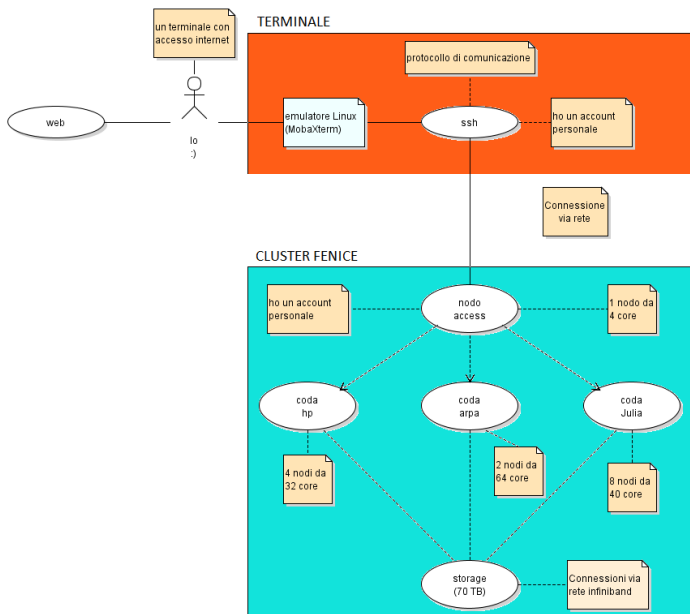 un terminale con
accesso internet
TERMINALE
protocollo di comunicazione
web
Io
:)
emulatore Linux
(MobaXterm)
ssh
ho un account
personale
Connessione
via rete
CLUSTER FENICE
ho un account
personale
nodo
access
1 nodo da
4 core
coda
hp
coda
arpa
coda
Julia
4 nodi da
32 core
2 nodi da
64 core
8 nodi da
40 core
storage
(70 TB)
Connessioni via
rete infiniband